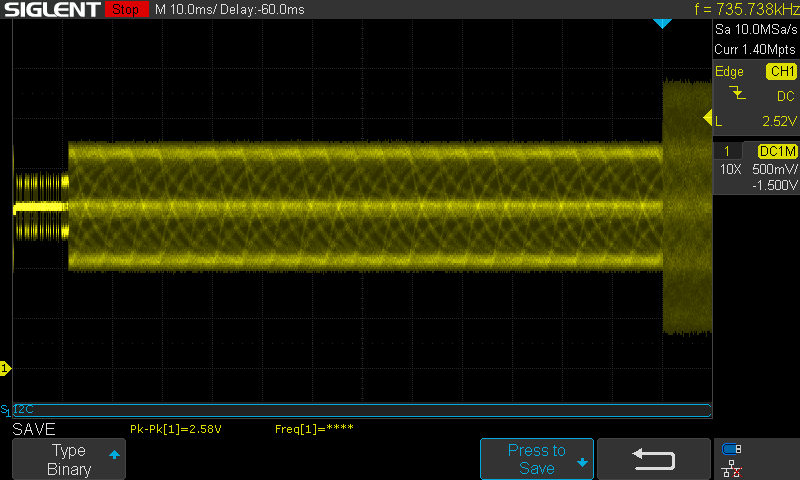 SIGLENT Stop M 10.0ms/ Delay:-60.0ms f = 735.738kHz
Sa 10.0MSa/s
Curr 1.40Mpts
Edge CH1
DC
L 2.52V
1 DC1M
10X 500mV/
-1.500V
1
S1 I2C
SAVE Pk-Pk[1]=2.58V Freq[1]=****
Type
Binary
Press to
Save